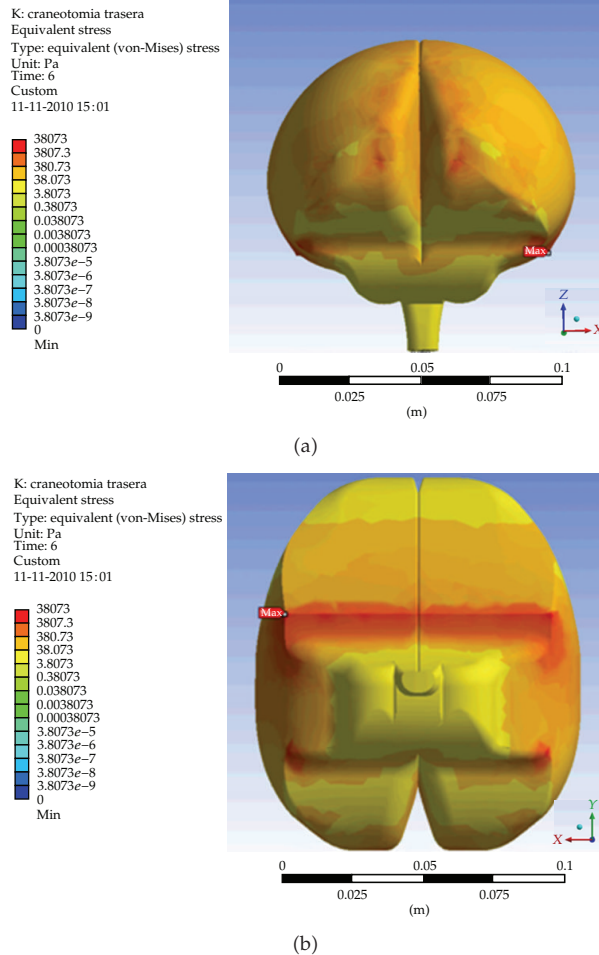 K: craneotomia trasera
Equivalent stress
Type: equivalent (von-Mises) stress
Unit: Pa
Time: 6
Custom
11-11-2010 15:01
38073
3807.3
380.73
38.073
3.8073
0.38073
0.038073
0.0038073
0.00038073
3.8073e−5
3.8073e−6
3.8073e−7
3.8073e−8
3.8073e−9
0
Min
Max
Z
X
0 0.05 0.1
0.025 0.075
(m)
(a)
K: craneotomia trasera
Equivalent stress
Type: equivalent (von-Mises) stress
Unit: Pa
Time: 6
Custom
11-11-2010 15:01
38073
3807.3
380.73
38.073
3.8073
0.38073
0.038073
0.0038073
0.00038073
3.8073e−5
3.8073e−6
3.8073e−7
3.8073e−8
3.8073e−9
0
Min
Max
Y
X
0 0.05 0.1
0.025 0.075
(m)
(b)